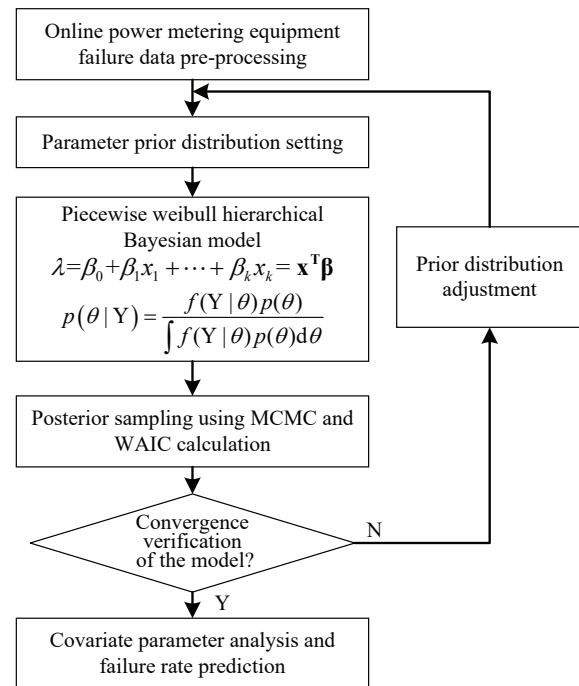 Online power metering equipment
failure data pre-processing
Parameter prior distribution setting
Piecewise weibull hierarchical
Bayesian model
λ=β₀+β₁x₁+⋯+βₖxₖ= 𝐱ᵀ𝛃
p(θ|Y) = f(Y|θ)p(θ) / ∫ f(Y|θ)p(θ)dθ
Prior distribution
adjustment
Posterior sampling using MCMC and
WAIC calculation
Convergence
verification
of the model?
N
Y
Covariate parameter analysis and
failure rate prediction